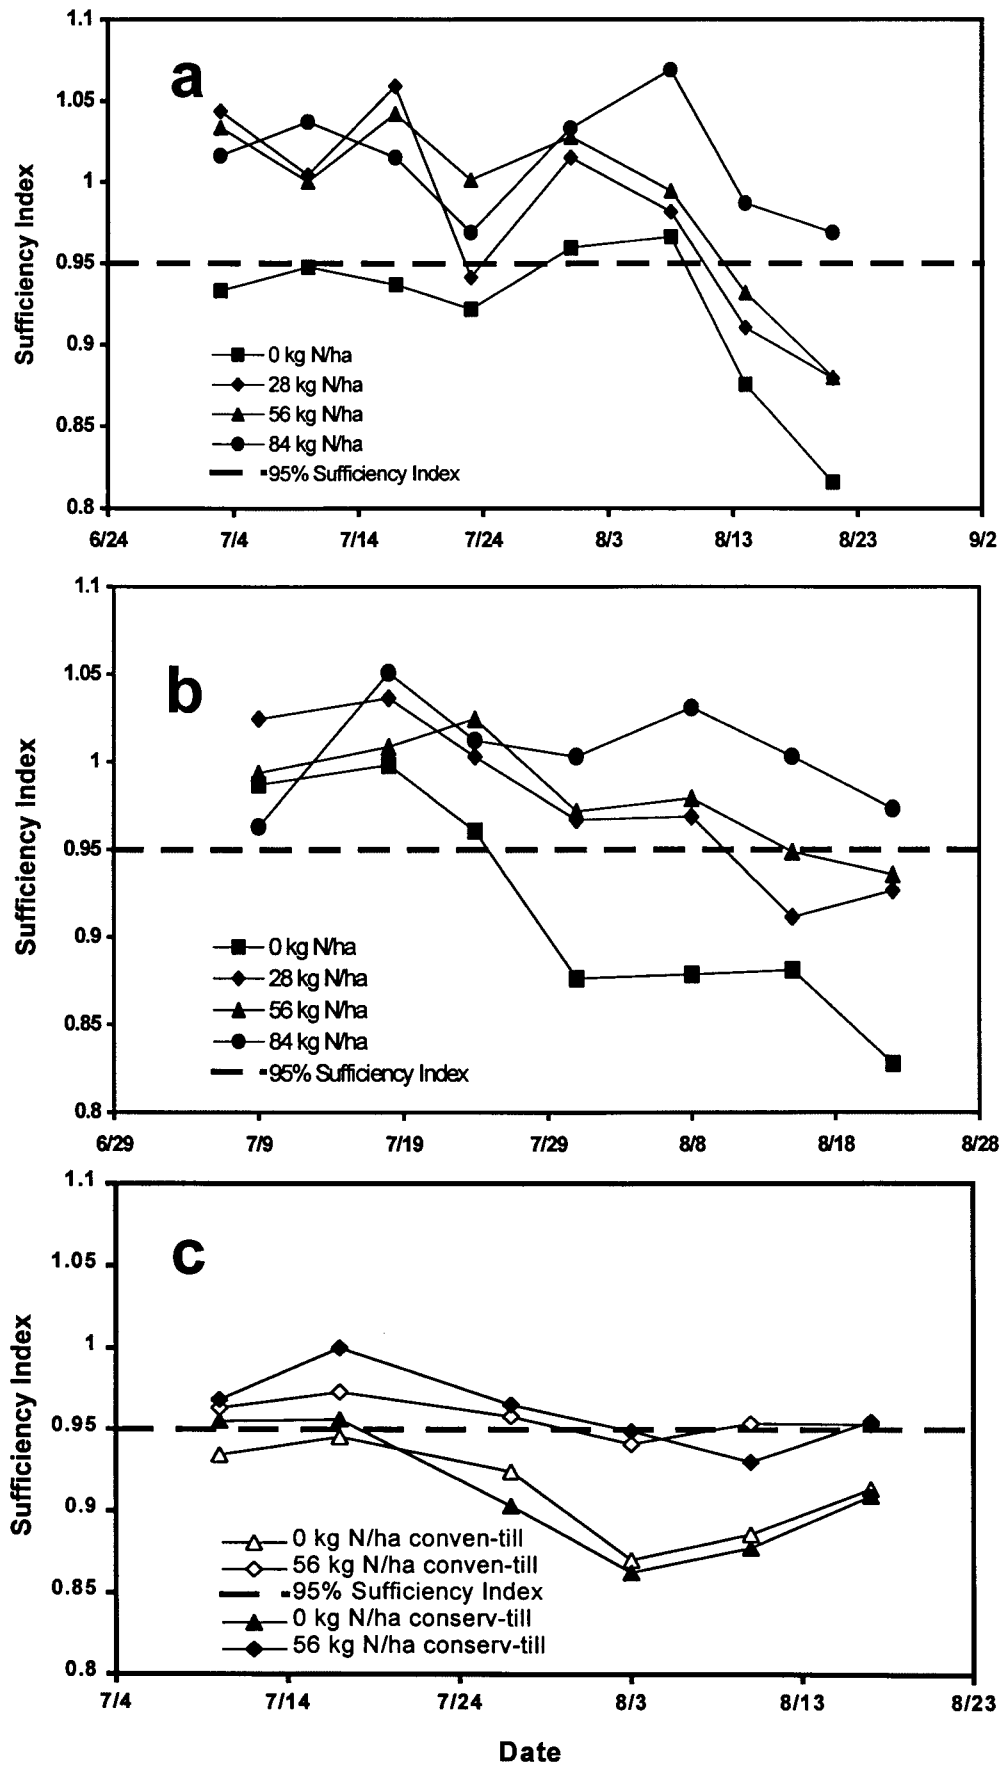 1.1
a
1.05
1
0.95
0.9
0.85
0.8
Sufficiency Index
0 kg N/ha
28 kg N/ha
56 kg N/ha
84 kg N/ha
95% Sufficiency Index
6/24 7/4 7/14 7/24 8/3 8/13 8/23 9/2
1.1
b
1.05
1
0.95
0.9
0.85
0.8
Sufficiency Index
0 kg N/ha
28 kg N/ha
56 kg N/ha
84 kg N/ha
95% Sufficiency Index
6/29 7/9 7/19 7/29 8/8 8/18 8/28
1.1
c
1.05
1
0.95
0.9
0.85
0.8
Sufficiency Index
0 kg N/ha conven-till
56 kg N/ha conven-till
95% Sufficiency Index
0 kg N/ha conserv-till
56 kg N/ha conserv-till
7/4 7/14 7/24 8/3 8/13 8/23
Date